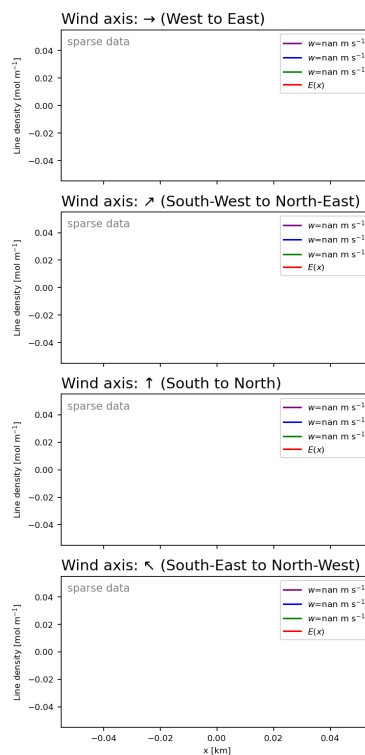 Wind axis: → (West to East)
sparse data
w=nan m s⁻¹
w=nan m s⁻¹
w=nan m s⁻¹
E(x)
0.04
0.02
0.00
−0.02
−0.04
Line density [mol m⁻¹]
Wind axis: ↗ (South-West to North-East)
sparse data
w=nan m s⁻¹
w=nan m s⁻¹
w=nan m s⁻¹
E(x)
0.04
0.02
0.00
−0.02
−0.04
Line density [mol m⁻¹]
Wind axis: ↑ (South to North)
sparse data
w=nan m s⁻¹
w=nan m s⁻¹
w=nan m s⁻¹
E(x)
0.04
0.02
0.00
−0.02
−0.04
Line density [mol m⁻¹]
Wind axis: ↖ (South-East to North-West)
sparse data
w=nan m s⁻¹
w=nan m s⁻¹
w=nan m s⁻¹
E(x)
0.04
0.02
0.00
−0.02
−0.04
Line density [mol m⁻¹]
−0.04 −0.02 0.00 0.02 0.04
x [km]